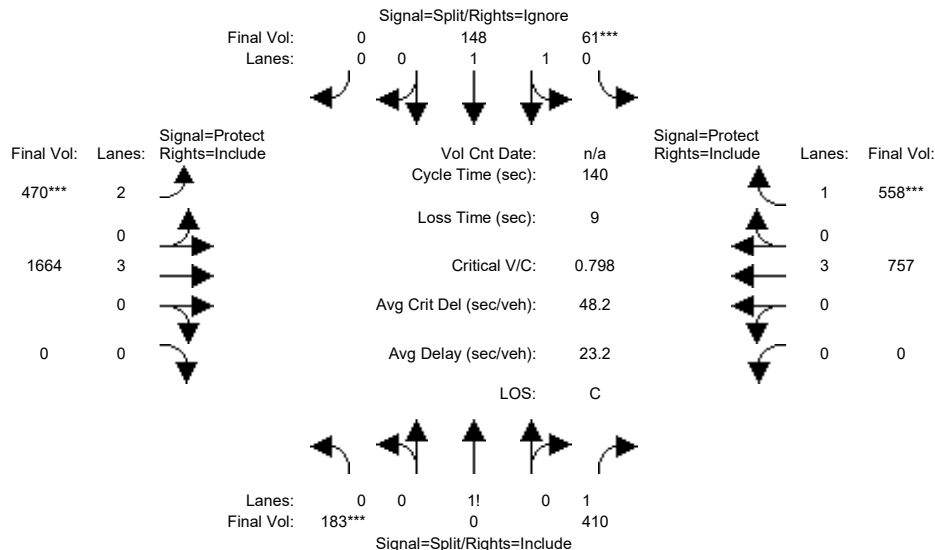 Signal=Split/Rights=Ignore
Final Vol: 0 148 61***
Lanes: 0 0 1 1 0
Signal=Protect
Final Vol: Lanes: Rights=Include
Vol Cnt Date: n/a
Signal=Protect
Rights=Include Lanes: Final Vol:
Cycle Time (sec): 140
470*** 2
1 558***
Loss Time (sec): 9
0
0
1664 3
Critical V/C: 0.798
3 757
0
Avg Crit Del (sec/veh): 48.2
0
0 0
Avg Delay (sec/veh): 23.2
0 0
LOS: C
Lanes: 0 0 1! 0 1
Final Vol: 183*** 0 410
Signal=Split/Rights=Include